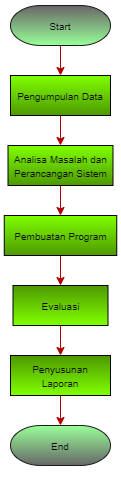 Start
Pengumpulan Data
Analisa Masalah dan
Perancangan Sistem
Pembuatan Program
Evaluasi
Penyusunan
Laporan
End